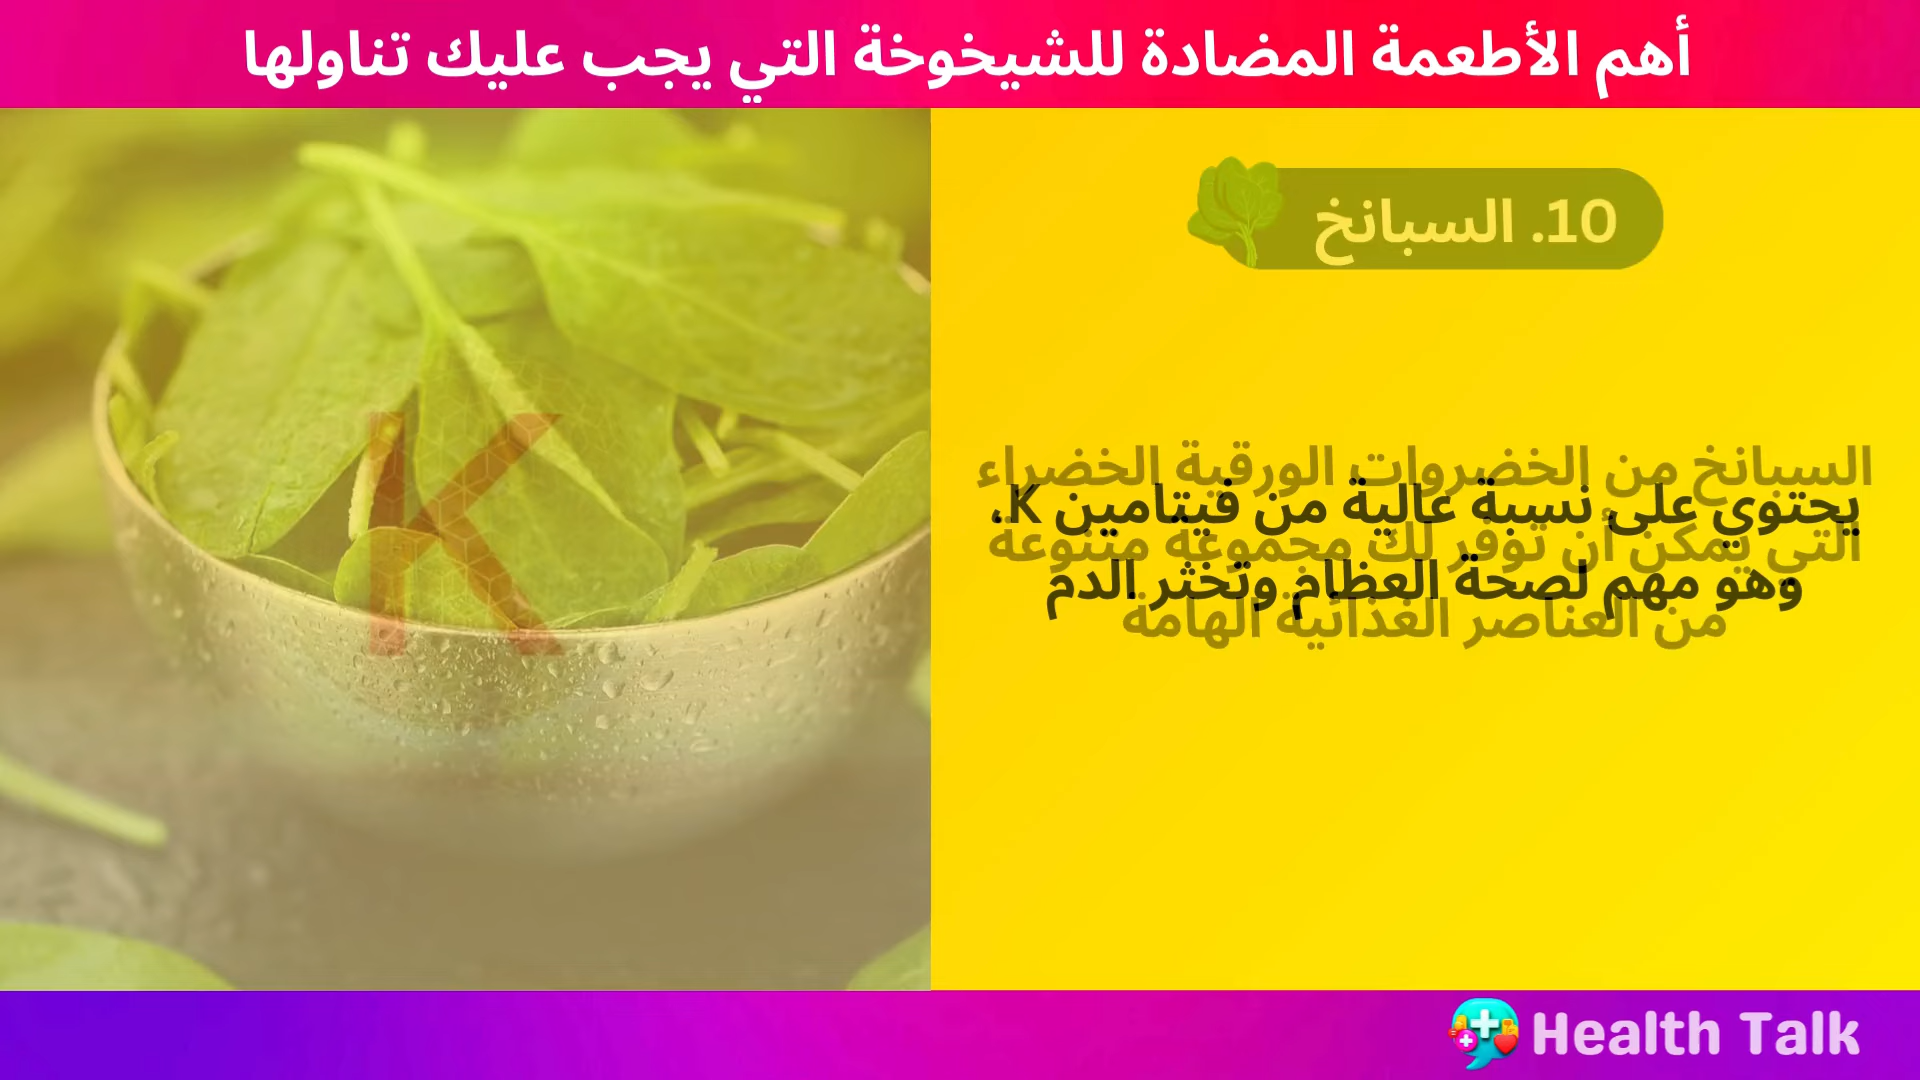 أهم الأطعمة المضادة للشيخوخة التي يجب عليك تناولها
10. السبانخ
السبانخ من الخضروات الورقية الخضراء
التي يمكن أن توفر لك مجموعة متنوعة
من العناصر الغذائية الهامة
يحتوي على نسبة عالية من فيتامين K،
وهو مهم لصحة العظام وتخثر الدم
K
Health Talk